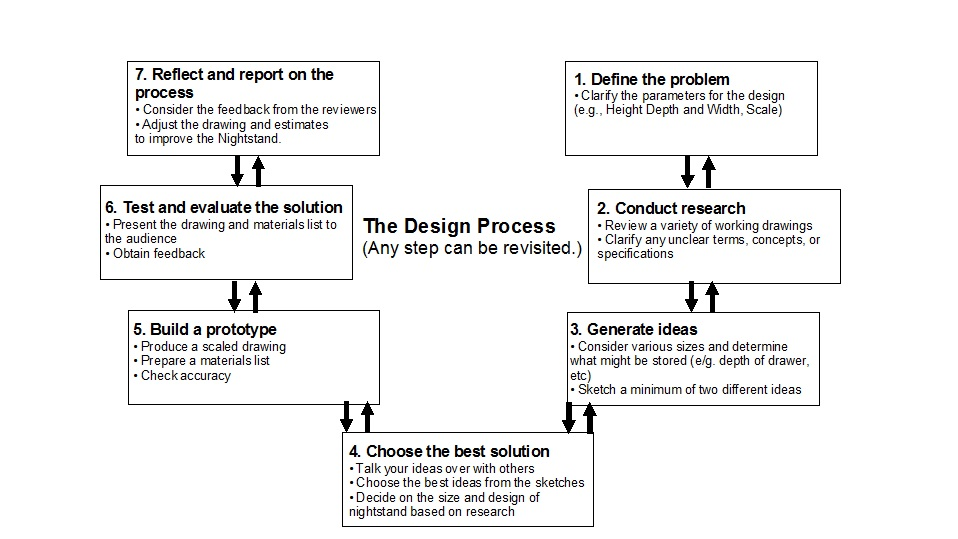 7. Reflect and report on the
process
• Consider the feedback from the reviewers
• Adjust the drawing and estimates
to improve the Nightstand.
1. Define the problem
• Clarify the parameters for the design
(e.g., Height Depth and Width, Scale)
6. Test and evaluate the solution
• Present the drawing and materials list to
the audience
• Obtain feedback
The Design Process
(Any step can be revisited.)
2. Conduct research
• Review a variety of working drawings
• Clarify any unclear terms, concepts, or
specifications
5. Build a prototype
• Produce a scaled drawing
• Prepare a materials list
• Check accuracy
3. Generate ideas
• Consider various sizes and determine
what might be stored (e/g. depth of drawer,
etc)
• Sketch a minimum of two different ideas
4. Choose the best solution
• Talk your ideas over with others
• Choose the best ideas from the sketches
• Decide on the size and design of
nightstand based on research